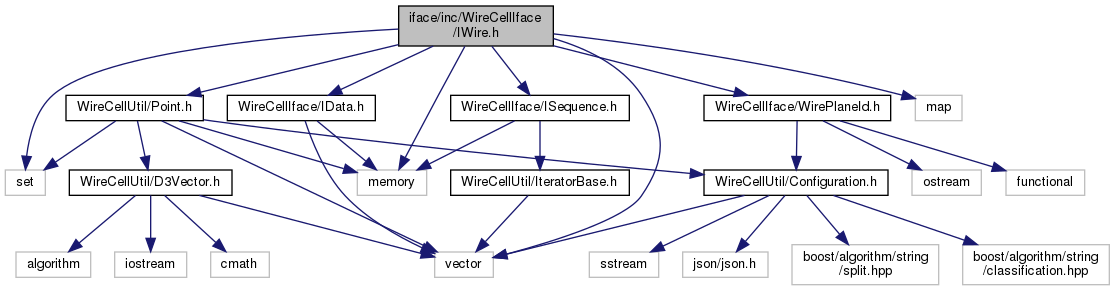 iface/inc/WireCellIface
/IWire.h
WireCellUtil/Point.h
WireCellIface/IData.h
WireCellIface/ISequence.h
WireCellIface/WirePlaneId.h
map
set
WireCellUtil/D3Vector.h
memory
WireCellUtil/IteratorBase.h
WireCellUtil/Configuration.h
ostream
functional
algorithm
iostream
cmath
vector
sstream
json/json.h
boost/algorithm/string
/split.hpp
boost/algorithm/string
/classification.hpp